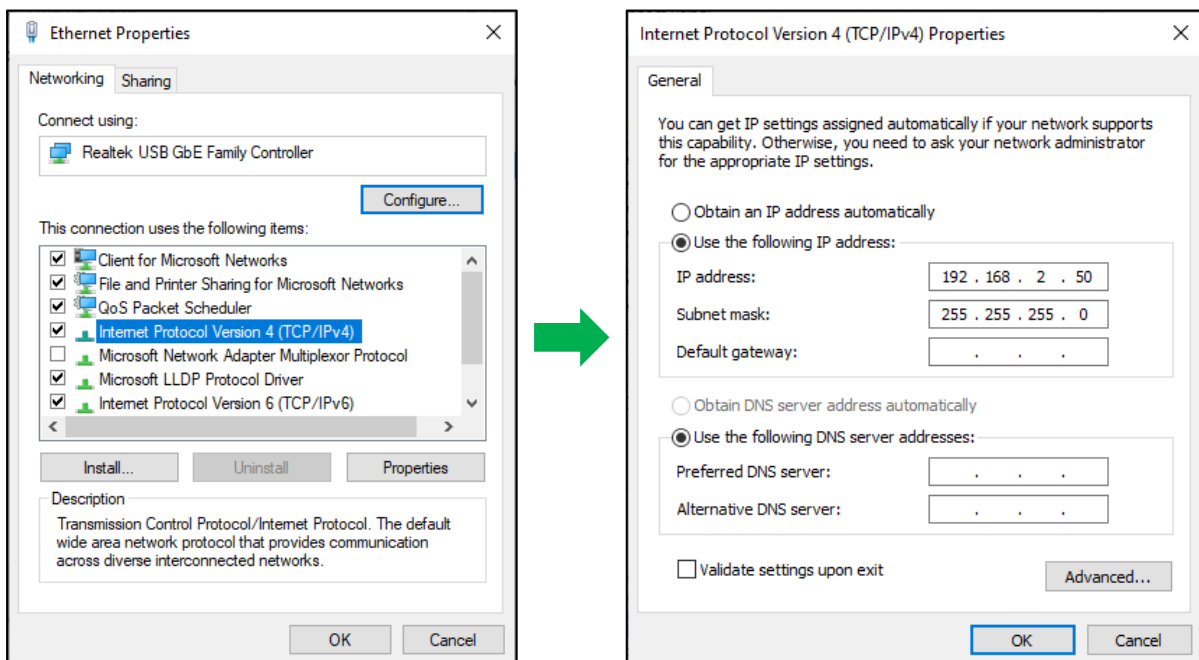 Ethernet Properties
Networking
Sharing
Connect using:
Realtek USB GbE Family Controller
Configure...
This connection uses the following items:
Client for Microsoft Networks
File and Printer Sharing for Microsoft Networks
QoS Packet Scheduler
Internet Protocol Version 4 (TCP/IPv4)
Microsoft Network Adapter Multiplexor Protocol
Microsoft LLDP Protocol Driver
Internet Protocol Version 6 (TCP/IPv6)
Install...
Uninstall
Properties
Description
Transmission Control Protocol/Internet Protocol. The default
wide area network protocol that provides communication
across diverse interconnected networks.
OK
Cancel
Internet Protocol Version 4 (TCP/IPv4) Properties
General
You can get IP settings assigned automatically if your network supports
this capability. Otherwise, you need to ask your network administrator
for the appropriate IP settings.
Obtain an IP address automatically
Use the following IP address:
IP address: 192 . 168 . 2 . 50
Subnet mask: 255 . 255 . 255 . 0
Default gateway: . . .
Obtain DNS server address automatically
Use the following DNS server addresses:
Preferred DNS server: . . .
Alternative DNS server: . . .
Validate settings upon exit
Advanced...
OK
Cancel